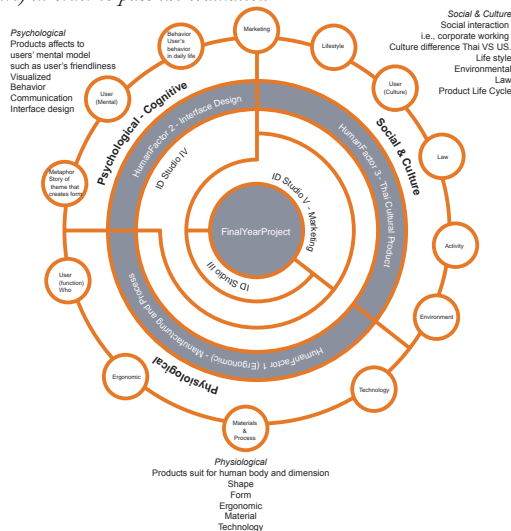 Psychological
Products affects to
users' mental model
such as user's friendliness
Visualized
Behavior
Communication
Interface design
Social & Culture
Social interaction
i.e., corporate working
Culture difference Thai VS US.
Life style
Environmental
Law
Product Life Cycle
Marketing
Behavior
User's
behavior
in daily life
Lifestyle
User
(Mental)
User
(Culture)
Metaphor
Story of
theme that
creates form
Law
User
(function)
Who
Activity
Environment
Ergonomic
Technology
Materials
&
Process
Psychological - Cognitive
Social & Culture
Physiological
HumanFactor 2 - Interface Design
HumanFactor 3 - Thai Cultural Product
HumanFactor 1 (Ergonomic) - Manufacturing and Process
ID Studio IV
ID Studio V - Marketing
ID Studio III
FinalYearProject
Physiological
Products suit for human body and dimension
Shape
Form
Ergonomic
Material
Technology